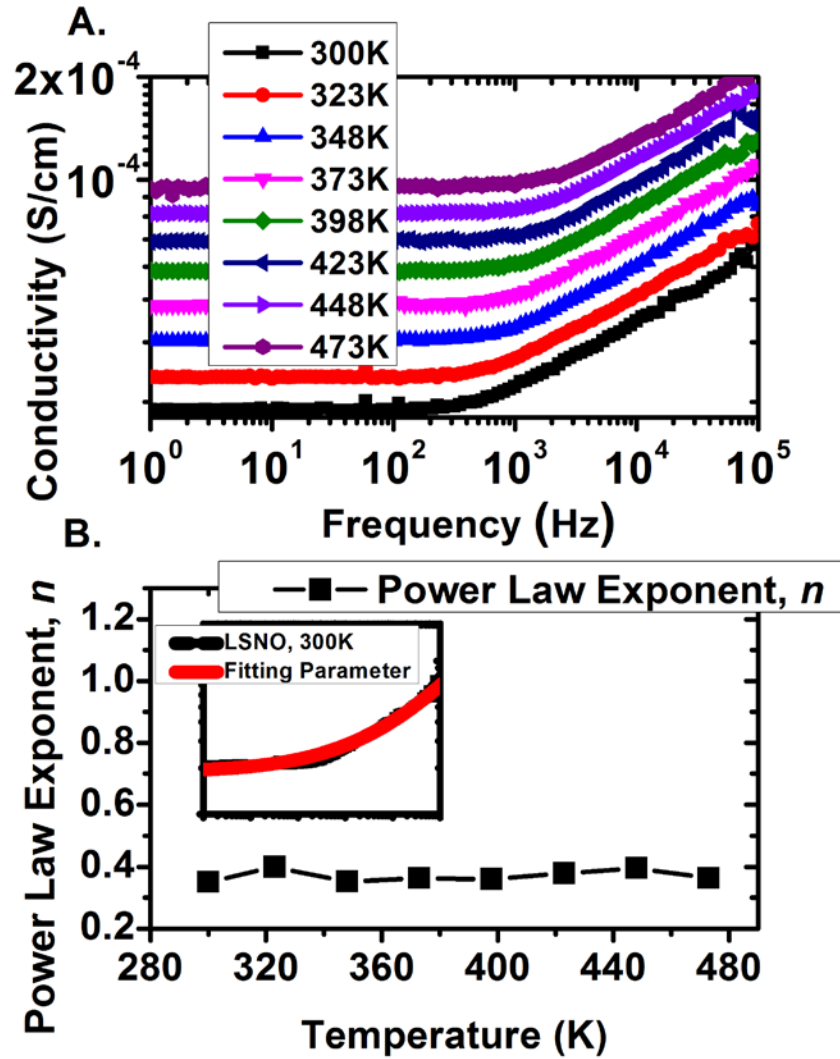 A.
300K
323K
348K
373K
398K
423K
448K
473K
2x10⁻⁴
10⁻⁴
Conductivity (S/cm)
10⁰ 10¹ 10² 10³ 10⁴ 10⁵
Frequency (Hz)
B.
Power Law Exponent, n
LSNO, 300K
Fitting Parameter
1.2
1.0
0.8
0.6
0.4
0.2
Power Law Exponent, n
280 320 360 400 440 480
Temperature (K)